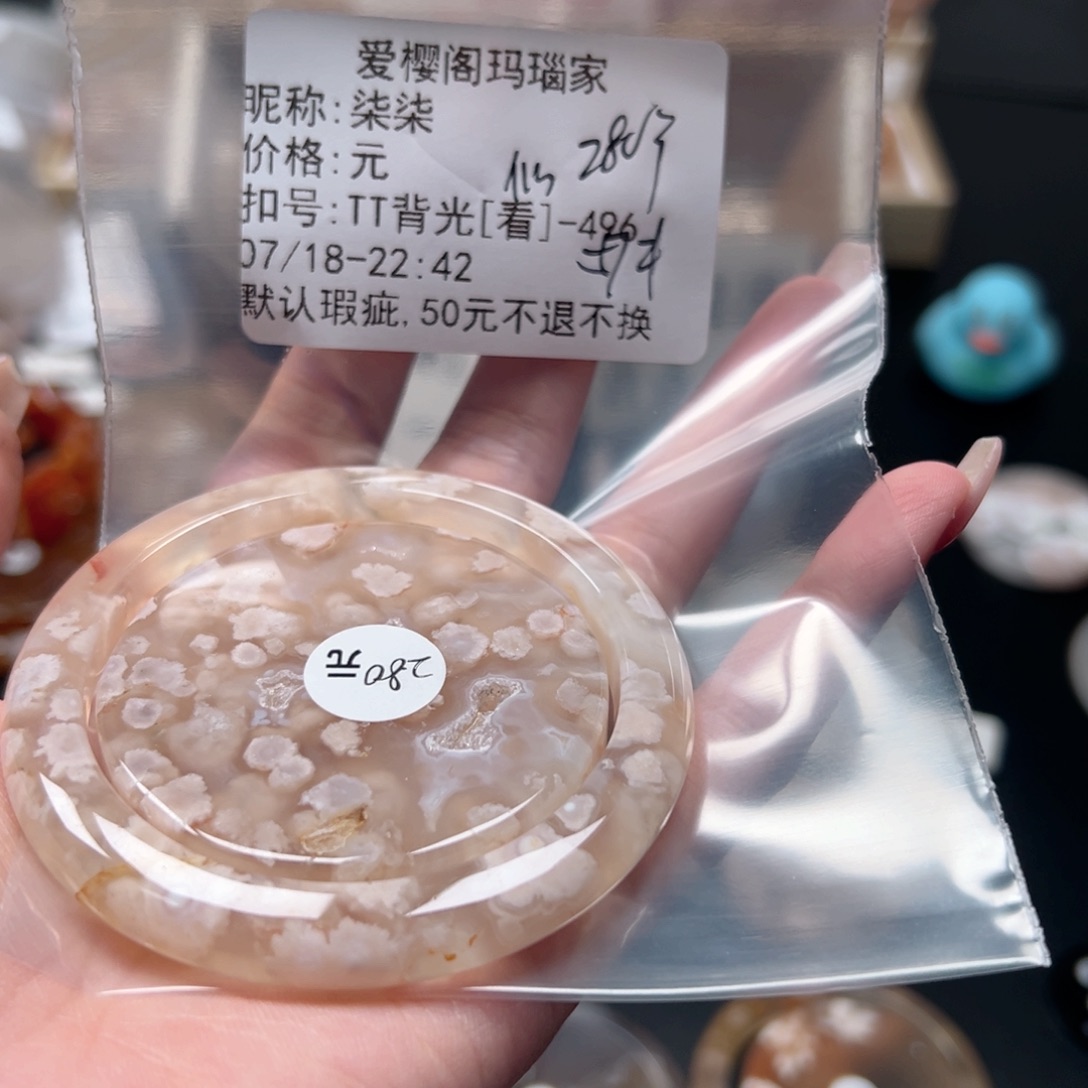 爱樱阁玛瑙家
昵称:柒柒
价格:元
280
扣号:TT背光[看]-496
07/18-22:42
默认瑕疵,50元不退不换
280元